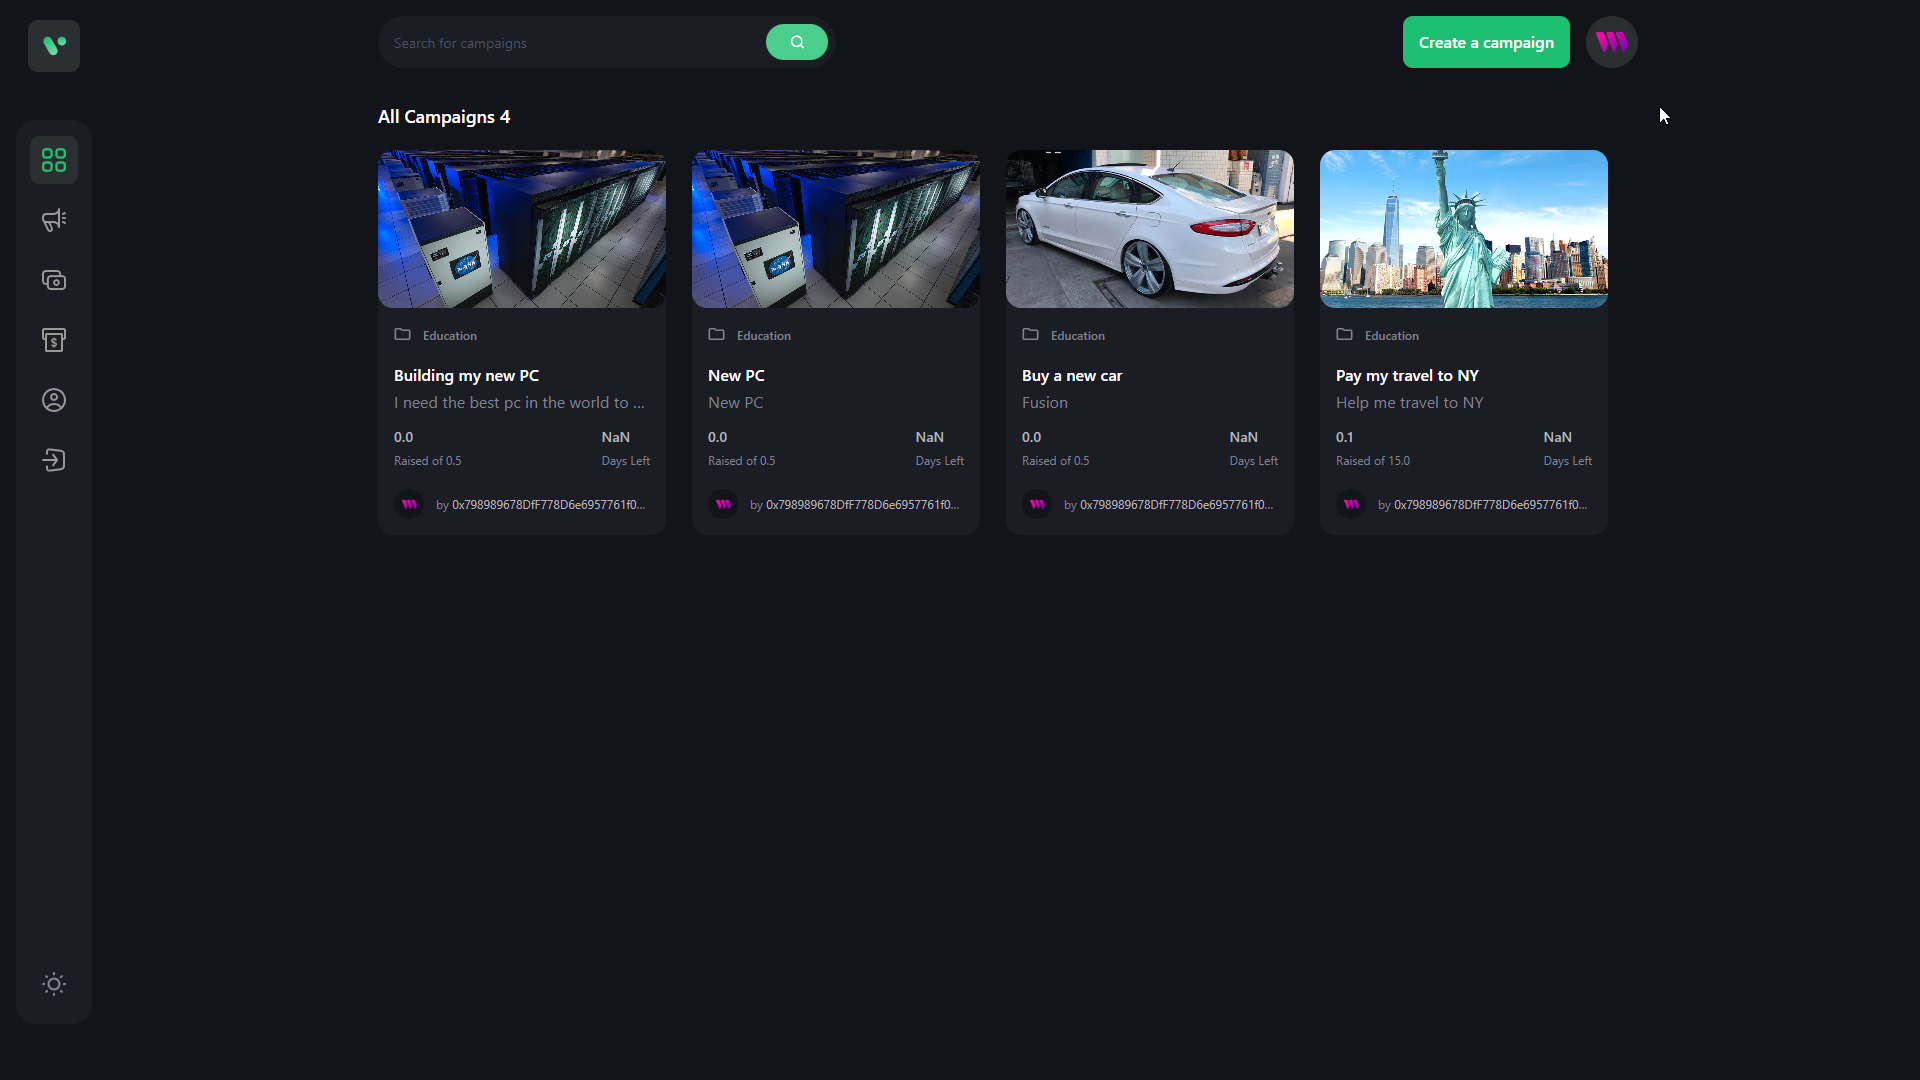 Search for campaigns
Create a campaign
All Campaigns 4
NASA
Education
Building my new PC
I need the best pc in the world to ...
0.0 NaN
Raised of 0.5 Days Left
by 0x798989678DfF778D6e6957761f0...
NASA
Education
New PC
New PC
0.0 NaN
Raised of 0.5 Days Left
by 0x798989678DfF778D6e6957761f0...
Education
Buy a new car
Fusion
0.0 NaN
Raised of 0.5 Days Left
by 0x798989678DfF778D6e6957761f0...
Education
Pay my travel to NY
Help me travel to NY
0.1 NaN
Raised of 15.0 Days Left
by 0x798989678DfF778D6e6957761f0...